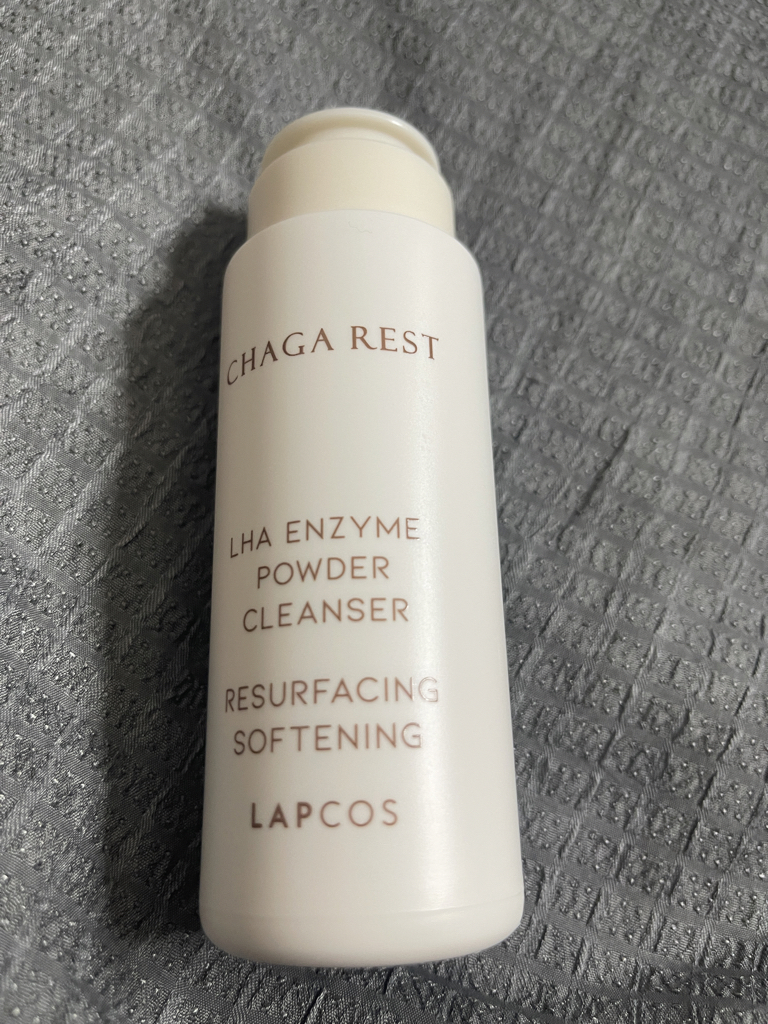 CHAGA REST
LHA ENZYME
POWDER
CLEANSER
RESURFACING
SOFTENING
LAPCOS